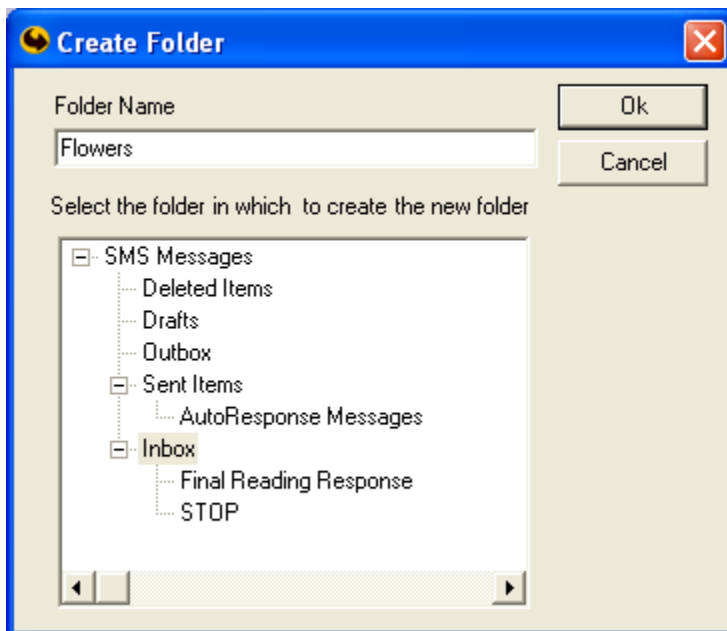 Create Folder
Folder Name
Ok
Flowers
Cancel
Select the folder in which to create the new folder
SMS Messages
Deleted Items
Drafts
Outbox
Sent Items
AutoResponse Messages
Inbox
Final Reading Response
STOP